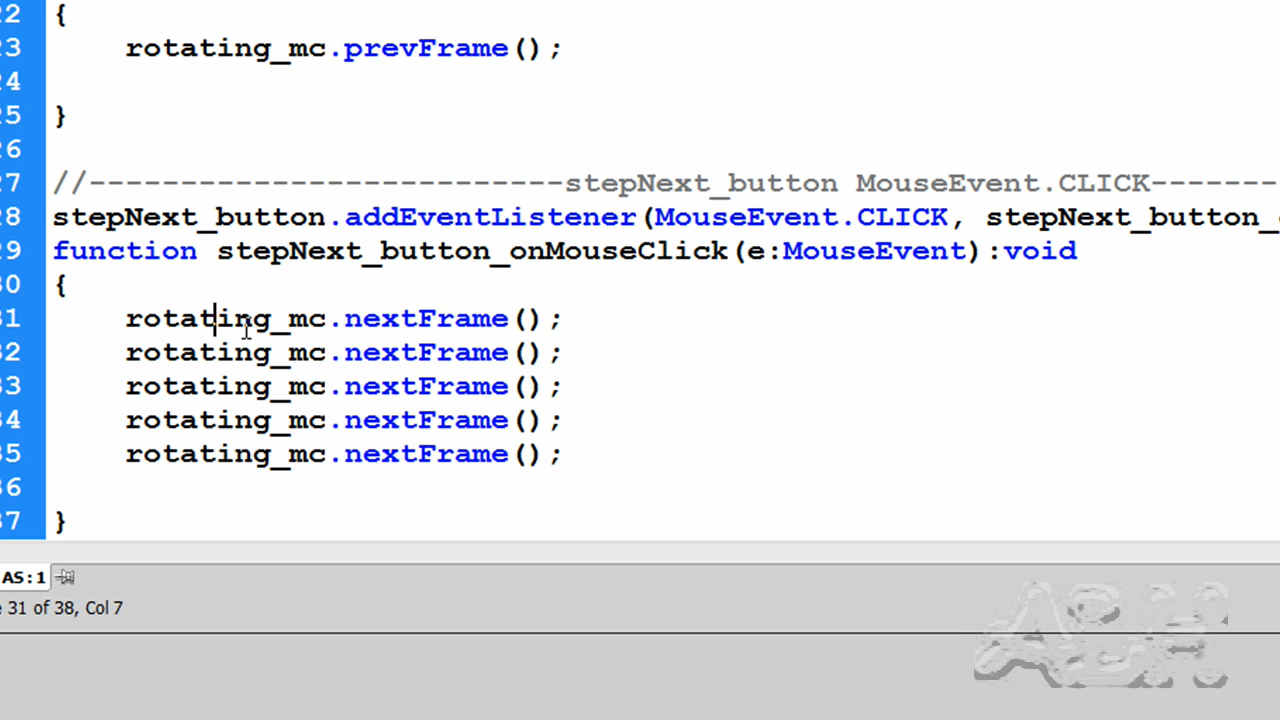 22 {
23 rotating_mc.prevFrame();
24
25 }
26
27 //--------------------------stepNext_button MouseEvent.CLICK-------
28 stepNext_button.addEventListener(MouseEvent.CLICK, stepNext_button_
29 function stepNext_button_onMouseClick(e:MouseEvent):void
30 {
31 rotating_mc.nextFrame();
32 rotating_mc.nextFrame();
33 rotating_mc.nextFrame();
34 rotating_mc.nextFrame();
35 rotating_mc.nextFrame();
36
37 }
AS:1
31 of 38, Col 7